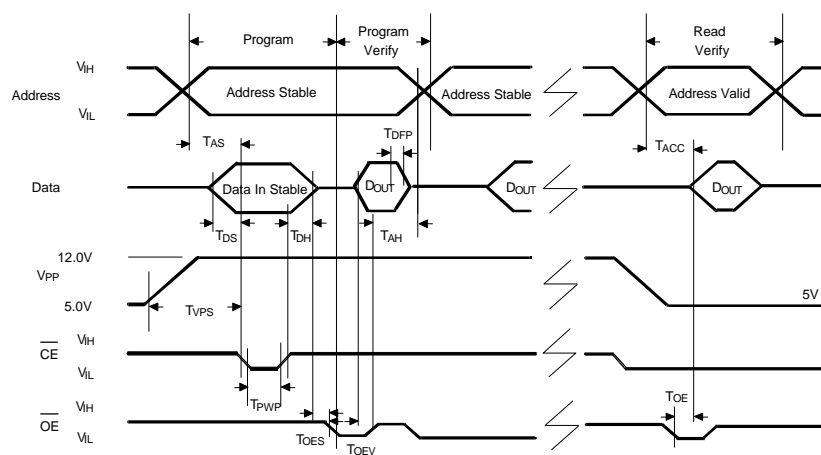 Program
Program
Verify
Read
Verify
Address
VIH
VIL
Address Stable
Address Stable
Address Valid
TAS
TDFP
TACC
Data
Data In Stable
DOUT
DOUT
DOUT
TDS
TDH
TAH
12.0V
VPP
5.0V
5V
TVPS
CE
VIH
VIL
TPWP
OE
VIH
VIL
TOES
TOEV
TOE